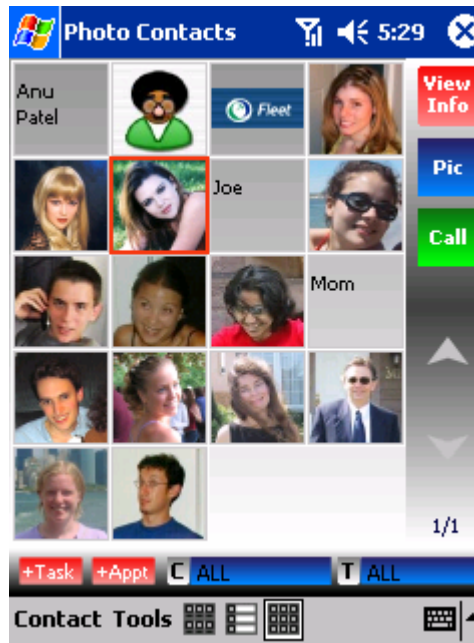 Photo Contacts 5:29
Anu
Patel
Fleet
View
Info
Pic
Joe
Call
Mom
1/1
+Task +Appt C ALL T ALL
Contact Tools